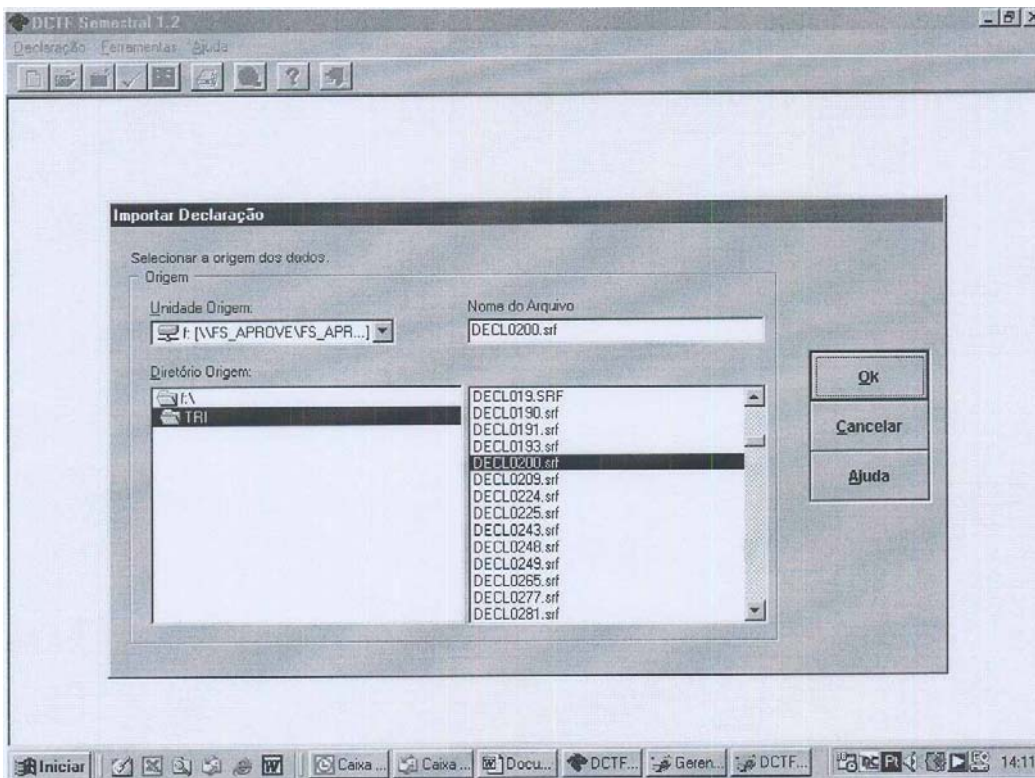 DCTF Semestral 1.2
Declaração Ferramentas Ajuda
Importar Declaração
Selecionar a origem dos dados.
Origem
Unidade Origem:
f: [\\FS_APROVE\FS_APR...]
Nome do Arquivo
DECL0200.srf
Diretório Origem:
f:\
TRI
DECL019.SRF
DECL0190.srf
DECL0191.srf
DECL0193.srf
DECL0200.srf
DECL0209.srf
DECL0224.srf
DECL0225.srf
DECL0243.srf
DECL0248.srf
DECL0249.srf
DECL0265.srf
DECL0277.srf
DECL0281.srf
Ok
Cancelar
Ajuda
Iniciar Caixa ... Caixa ... Docu... DCTF... Geren... DCTF...